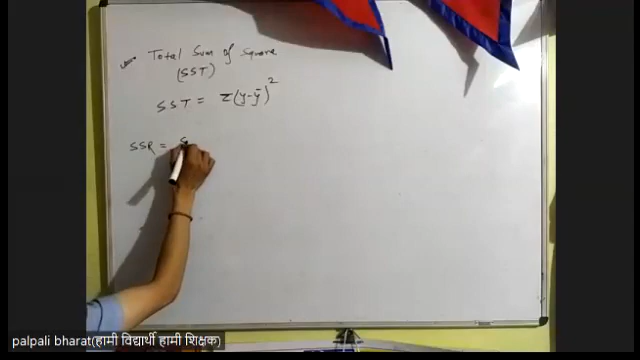 Total Sum of Square
(SST)
SST = Σ(y-ȳ)²
SSR = S
palpali bharat(हामी विद्यार्थी हामी शिक्षक)